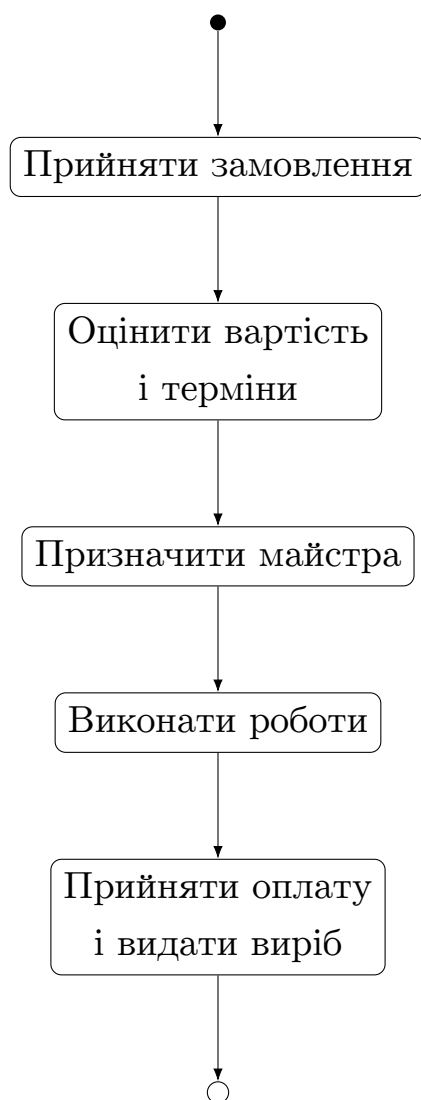 Прийняти замовлення
Оцінити вартість
і терміни
Призначити майстра
Виконати роботи
Прийняти оплату
і видати виріб